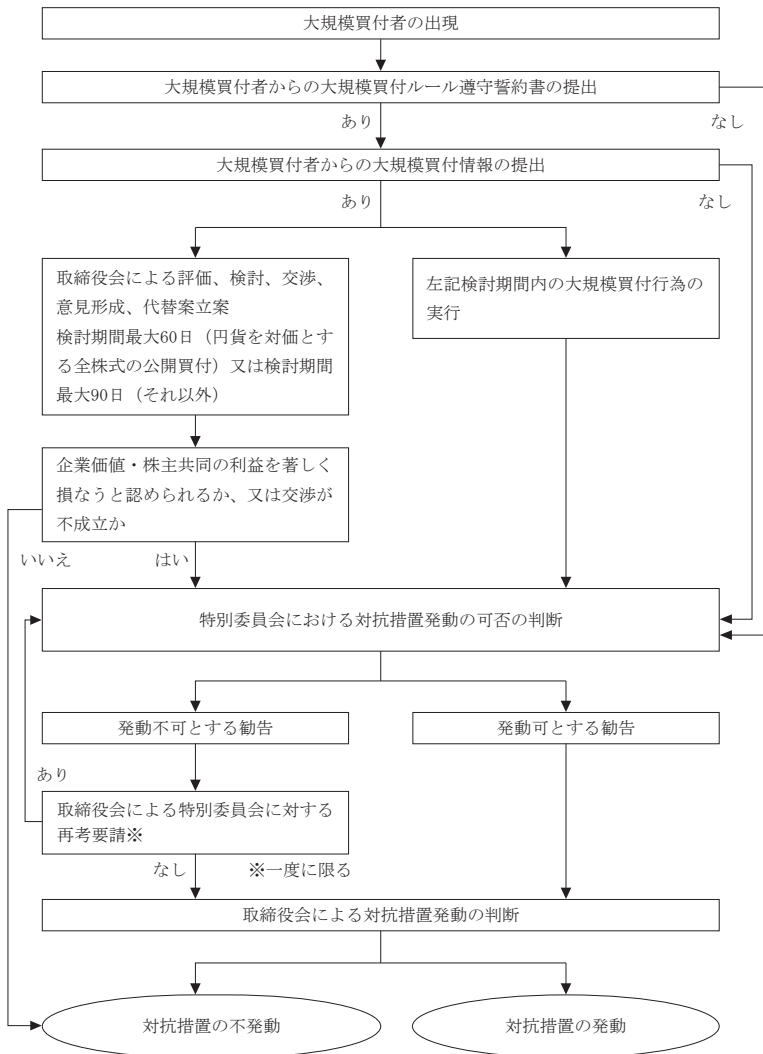 大規模買付者の出現
大規模買付者からの大規模買付ルール遵守誓約書の提出
あり
なし
大規模買付者からの大規模買付情報の提出
あり
なし
取締役会による評価、検討、交渉、
意見形成、代替案立案
検討期間最大60日（円貨を対価とす
る全株式の公開買付）又は検討期間
最大90日（それ以外）
左記検討期間内の大規模買付行為の
実行
企業価値・株主共同の利益を著しく
損なうと認められるか、又は交渉が
不成立か
いいえ
はい
特別委員会における対抗措置発動の可否の判断
発動不可とする勧告
発動可とする勧告
あり
取締役会による特別委員会に対する
再考要請※
なし
※一度に限る
取締役会による対抗措置発動の判断
対抗措置の不発動
対抗措置の発動